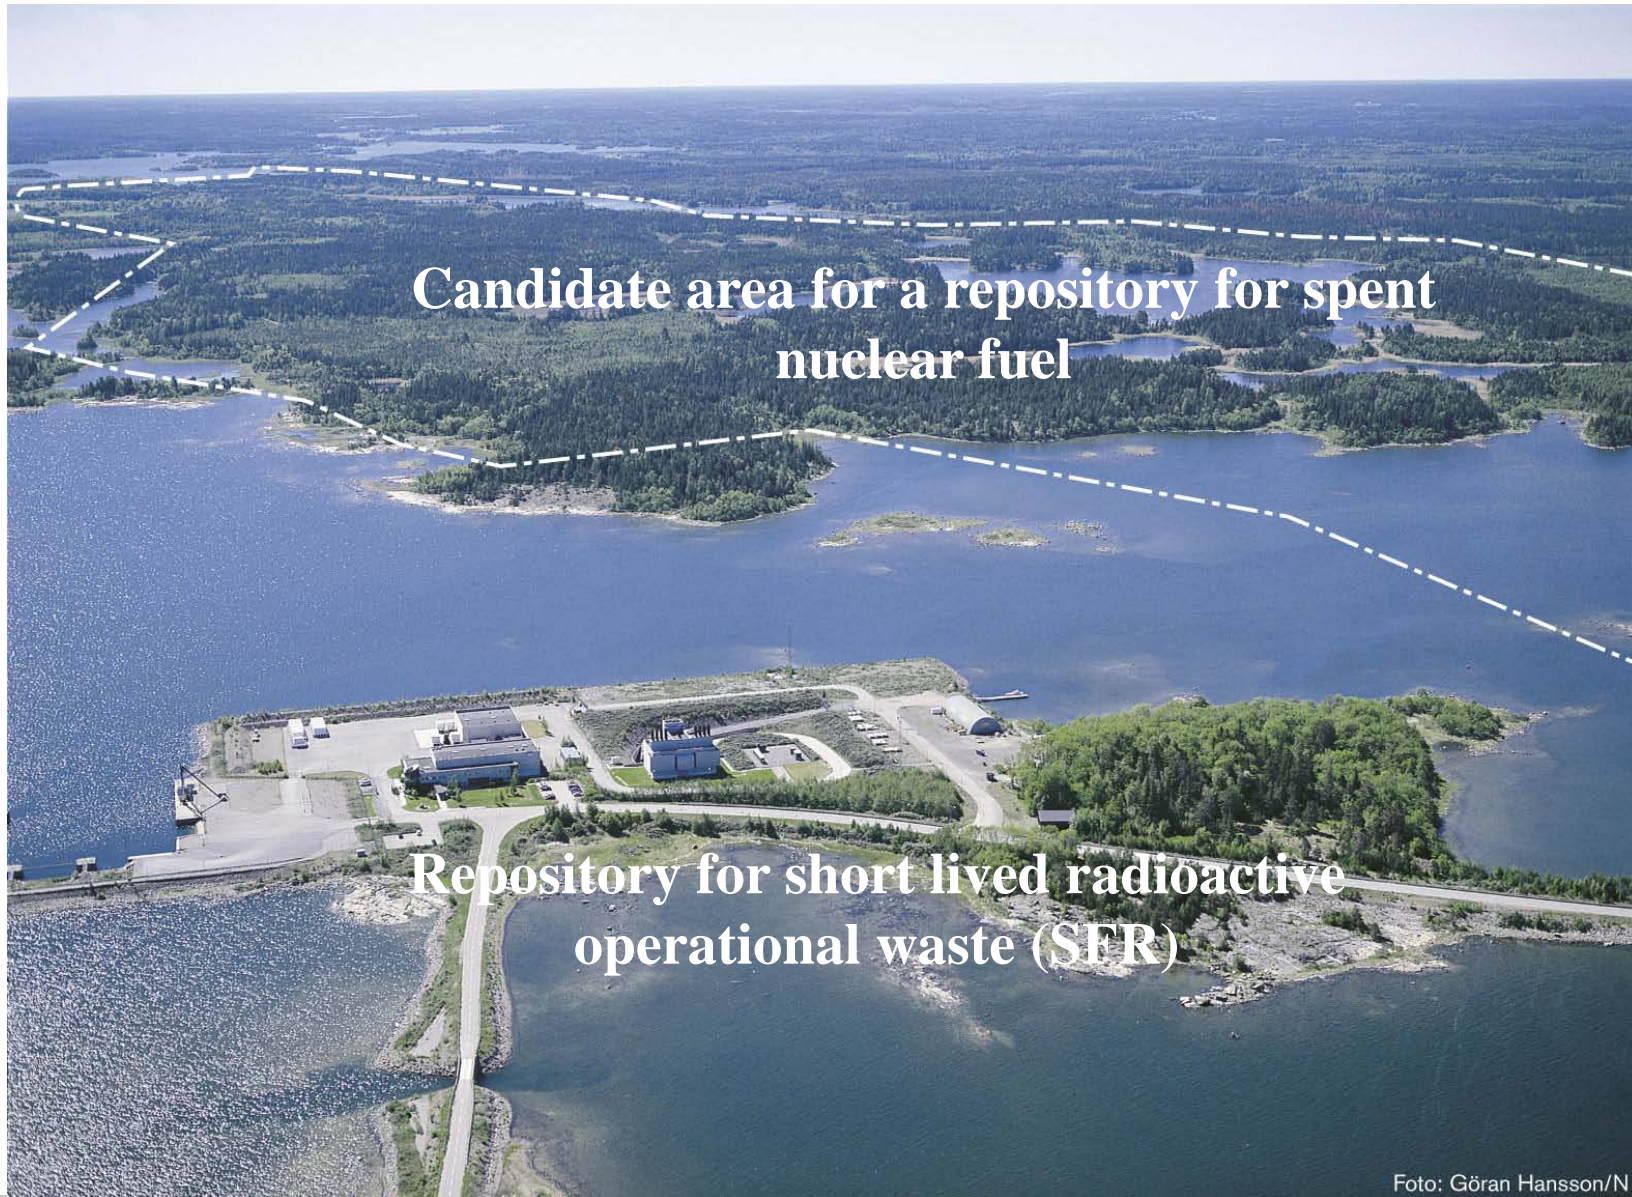 Candidate area for a repository for spent
nuclear fuel
Repository for short lived radioactive
operational waste (SFR)
Foto: Göran Hansson/N